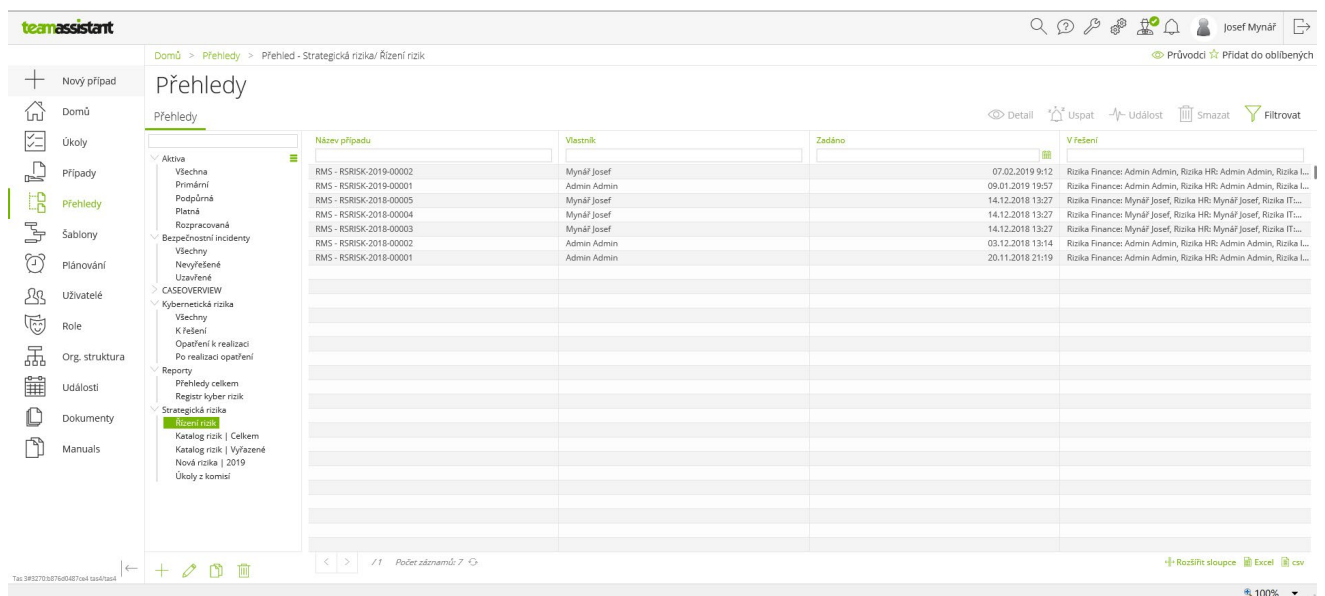 teamassistant
Josef Mynář
Domů > Přehledy > Přehled - Strategická rizika/ Řízení rizik
Průvodci Přidat do oblíbených
Nový případ
Domů
Úkoly
Případy
Přehledy
Šablony
Plánování
Uživatelé
Role
Org. struktura
Události
Dokumenty
Manuals
Přehledy
Přehledy
Detail Uspat Událost Smazat Filtrovat
Aktiva
Všechna
Primární
Podpůrná
Platná
Rozpracovaná
Bezpečnostní incidenty
Všechny
Nevyřešené
Uzavřené
CASEOVERVIEW
Kybernetická rizika
Všechny
K řešení
Opatření k realizaci
Po realizaci opatření
Reporty
Přehledy celkem
Registr kyber rizik
Strategická rizika
Řízení rizik
Katalog rizik | Celkem
Katalog rizik | Vyřazené
Nová rizika | 2019
Úkoly z komisí
Název případu Vlastník Zadáno V řešení
RMS - RSRISK-2019-00002 Mynář Josef 07.02.2019 9:12 Rizika Finance: Admin Admin, Rizika HR: Admin Admin, Rizika I...
RMS - RSRISK-2019-00001 Admin Admin 09.01.2019 19:57 Rizika Finance: Admin Admin, Rizika HR: Admin Admin, Rizika I...
RMS - RSRISK-2018-00005 Mynář Josef 14.12.2018 13:27 Rizika Finance: Mynář Josef, Rizika HR: Mynář Josef, Rizika IT:...
RMS - RSRISK-2018-00004 Mynář Josef 14.12.2018 13:27 Rizika Finance: Mynář Josef, Rizika HR: Mynář Josef, Rizika IT:...
RMS - RSRISK-2018-00003 Mynář Josef 14.12.2018 13:27 Rizika Finance: Mynář Josef, Rizika HR: Mynář Josef, Rizika IT:...
RMS - RSRISK-2018-00002 Admin Admin 03.12.2018 13:14 Rizika Finance: Admin Admin, Rizika HR: Admin Admin, Rizika I...
RMS - RSRISK-2018-00001 Admin Admin 20.11.2018 21:19 Rizika Finance: Admin Admin, Rizika HR: Admin Admin, Rizika I...
< > / 1 Počet záznamů: 7
Rozšířit sloupce Excel csv
Tas 3#3270:b876d0487ce4 tas4/tas4
100%